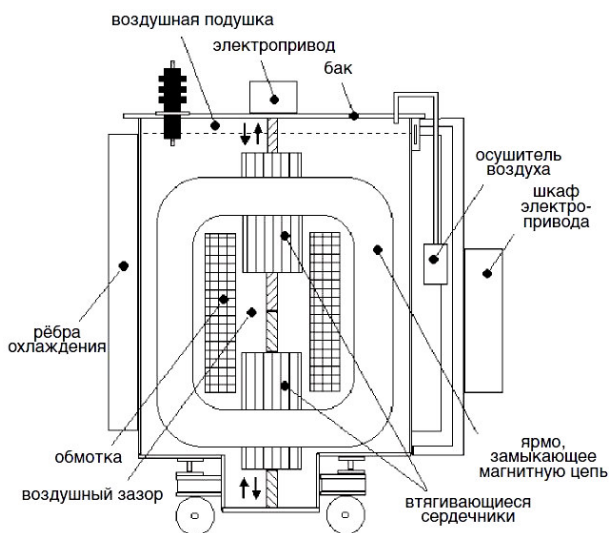 воздушная подушка
электропривод
бак
осушитель
воздуха
шкаф
электро-
привода
рёбра
охлаждения
обмотка
воздушный зазор
ярмо,
замыкающее
магнитную цепь
втягивающиеся
сердечники